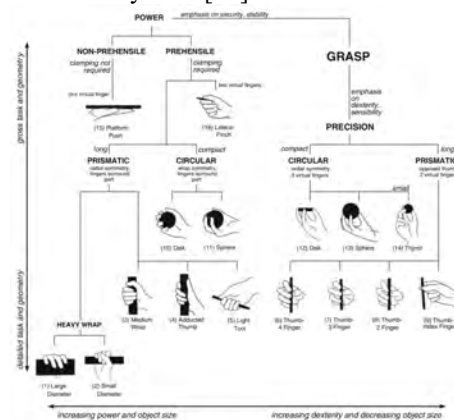 POWER
emphasis on security, stability
NON-PREHENSILE
PREHENSILE
clamping not
required
clamping
required
GRASP
one virtual finger
two virtual fingers
emphasis
on
dexterity,
sensibility
(15) Platform
Push
(16) Lateral
Pinch
PRECISION
long
compact
compact
long
PRISMATIC
CIRCULAR
CIRCULAR
PRISMATIC
(10) Disk
(11) Sphere
(12) Disk
(13) Sphere
(14) Tripod
small
(3) Medium
Wrap
(4) Adducted
Thumb
(5) Light
Tool
(6) Thumb-
4 Finger
(7) Thumb-
3 Finger
(8) Thumb-
2 Finger
(9) Thumb-
Index Finger
HEAVY WRAP
(1) Large
Diameter
(2) Small
Diameter
gross task and geometry
detailed task and geometry
increasing power and object size
increasing dexterity and decreasing object size